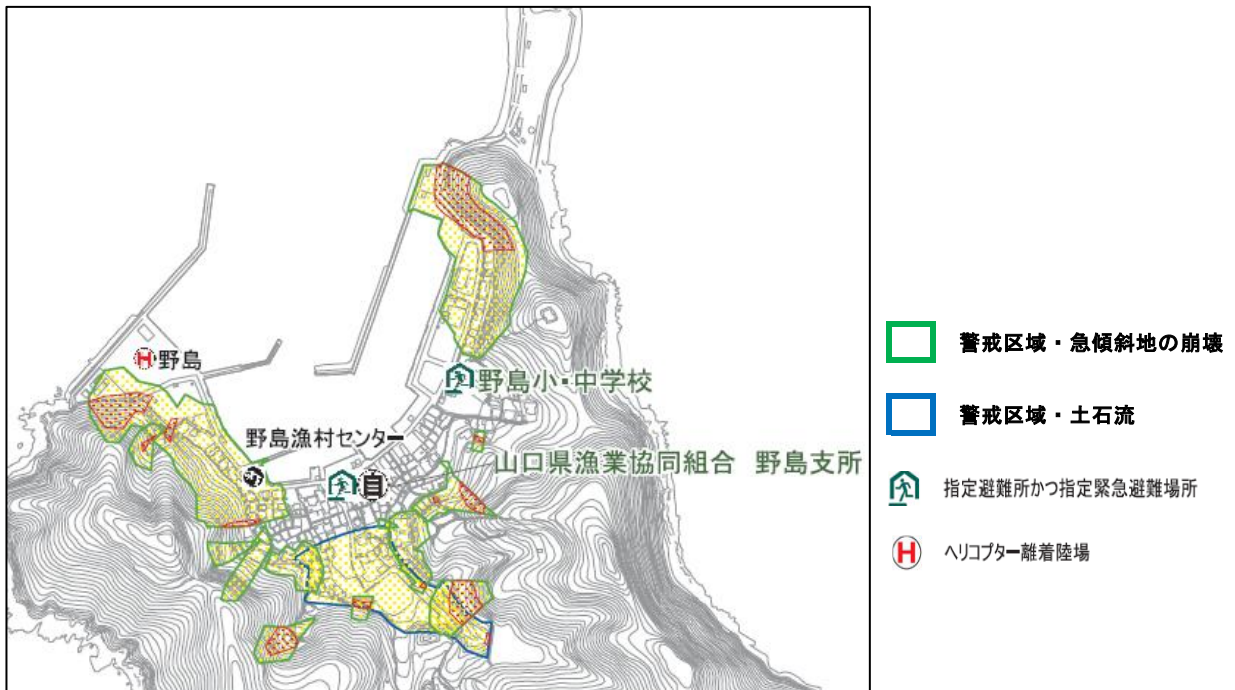 H 野島
野島小・中学校
野島漁村センター
山口県漁業協同組合 野島支所
自
警戒区域・急傾斜地の崩壊
警戒区域・土石流
指定避難所かつ指定緊急避難場所
H ヘリコプター離着陸場